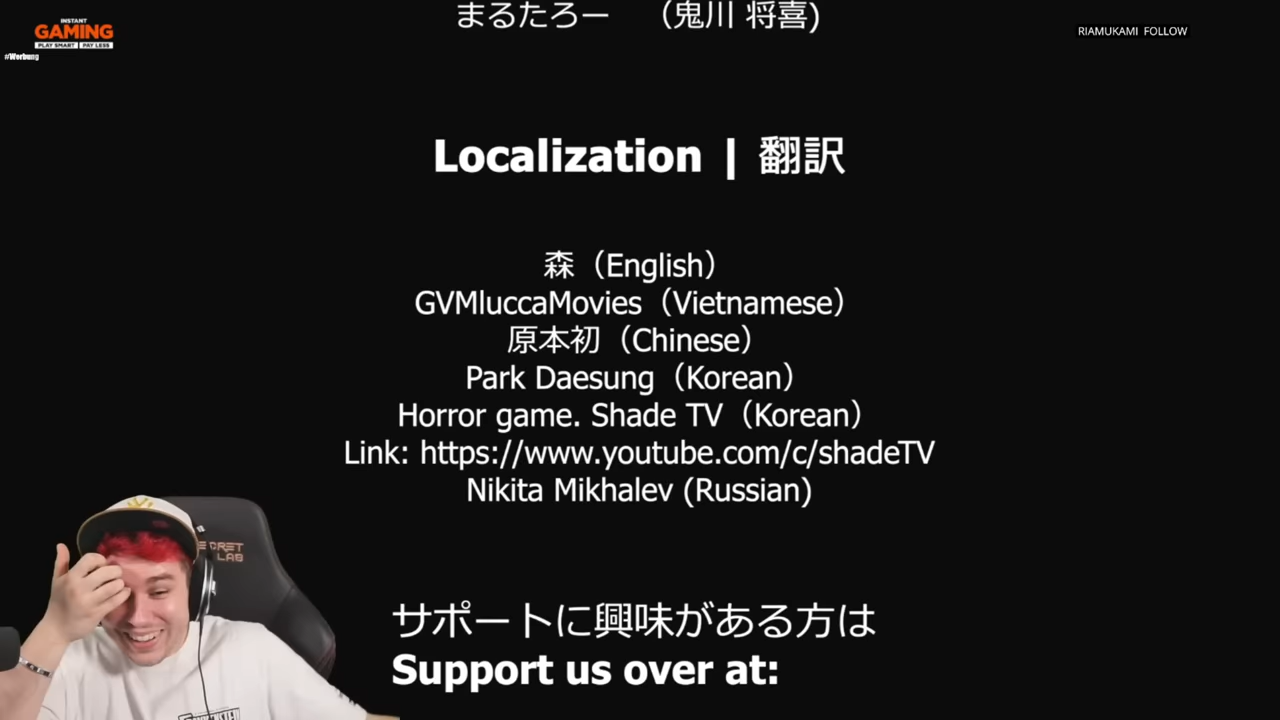 まるたろー （鬼川 将喜)
INSTANT
GAMING
PLAY SMART PAY LESS
#Werbung
RIAMUKAMI FOLLOW
Localization | 翻訳
森（English）
GVMluccaMovies（Vietnamese）
原本初（Chinese）
Park Daesung（Korean）
Horror game. Shade TV（Korean）
Link: https://www.youtube.com/c/shadeTV
Nikita Mikhalev (Russian)
サポートに興味がある方は
Support us over at: